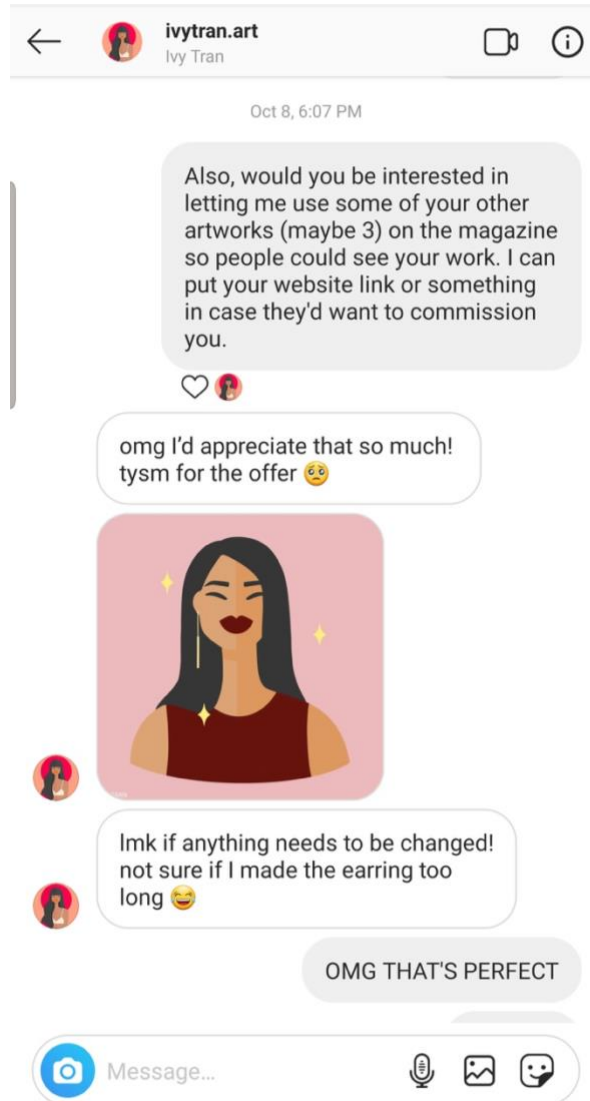 ivytran.art
Ivy Tran
Oct 8, 6:07 PM
Also, would you be interested in
letting me use some of your other
artworks (maybe 3) on the magazine
so people could see your work. I can
put your website link or something
in case they'd want to commission
you.
omg I’d appreciate that so much!
tysm for the offer 🥺
lmk if anything needs to be changed!
not sure if I made the earring too
long 😂
OMG THAT'S PERFECT
Message...